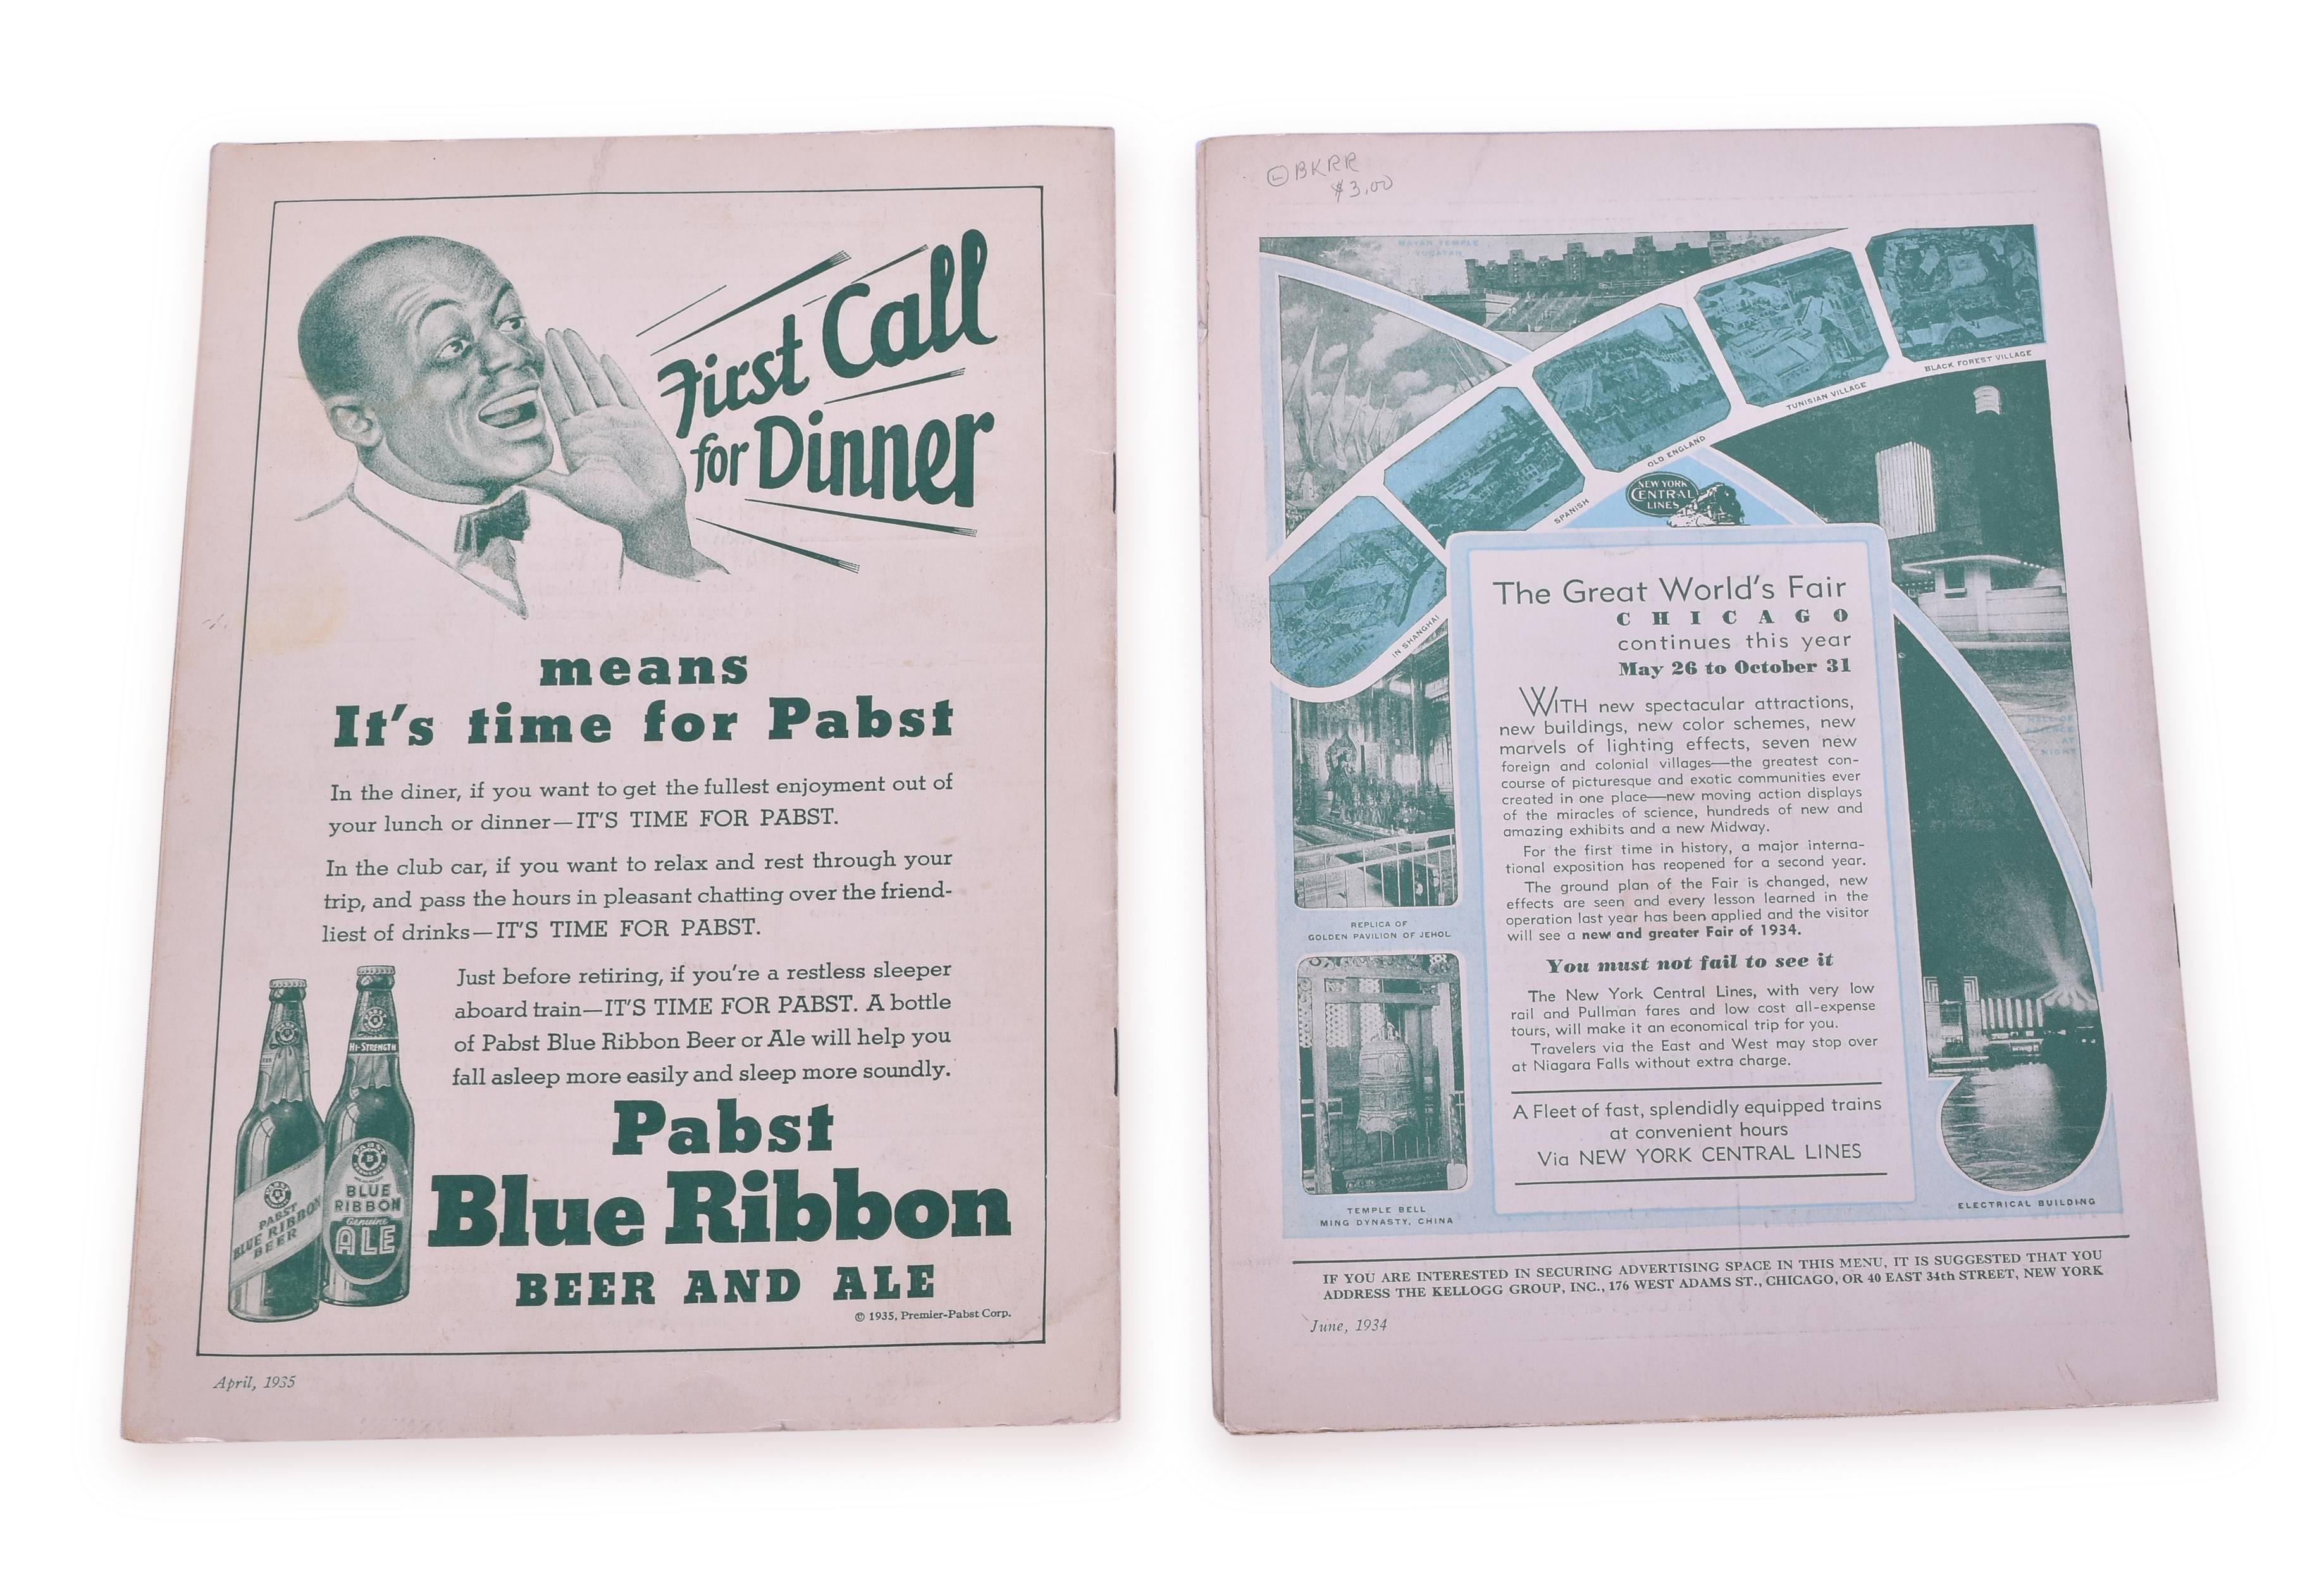 First Call
for Dinner
means
It's time for Pabst
In the diner, if you want to get the fullest enjoyment out of
your lunch or dinner—IT'S TIME FOR PABST.
In the club car, if you want to relax and rest through your
trip, and pass the hours in pleasant chatting over the friend-
liest of drinks—IT'S TIME FOR PABST.
Just before retiring, if you're a restless sleeper
aboard train—IT'S TIME FOR PABST. A bottle
of Pabst Blue Ribbon Beer or Ale will help you
fall asleep more easily and sleep more soundly.
HI-STRENGTH
PABST
BLUE RIBBON
BEER
BLUE
RIBBON
Genuine
ALE
Pabst
Blue Ribbon
BEER AND ALE
© 1935, Premier-Pabst Corp.
April, 1935
BKRR
$3.00
MAYAN TEMPLE
YUCATAN
BLACK FOREST VILLAGE
TUNISIAN VILLAGE
OLD ENGLAND
SPANISH
IN SHANGHAI
NEW YORK
CENTRAL
LINES
The Great World's Fair
CHICAGO
continues this year
May 26 to October 31
WITH new spectacular attractions,
new buildings, new color schemes, new
marvels of lighting effects, seven new
foreign and colonial villages—the greatest con-
course of picturesque and exotic communities ever
created in one place—new moving action displays
of the miracles of science, hundreds of new and
amazing exhibits and a new Midway.
For the first time in history, a major interna-
tional exposition has reopened for a second year.
The ground plan of the Fair is changed, new
effects are seen and every lesson learned in the
operation last year has been applied and the visitor
will see a new and greater Fair of 1934.
You must not fail to see it
The New York Central Lines, with very low
rail and Pullman fares and low cost all-expense
tours, will make it an economical trip for you.
Travelers via the East and West may stop over
at Niagara Falls without extra charge.
A Fleet of fast, splendidly equipped trains
at convenient hours
Via NEW YORK CENTRAL LINES
HALL OF
SCIENCE
AT
NIGHT
REPLICA OF
GOLDEN PAVILION OF JEHOL
TEMPLE BELL
MING DYNASTY, CHINA
ELECTRICAL BUILDING
IF YOU ARE INTERESTED IN SECURING ADVERTISING SPACE IN THIS MENU, IT IS SUGGESTED THAT YOU
ADDRESS THE KELLOGG GROUP, INC., 176 WEST ADAMS ST., CHICAGO, OR 40 EAST 34th STREET, NEW YORK
June, 1934